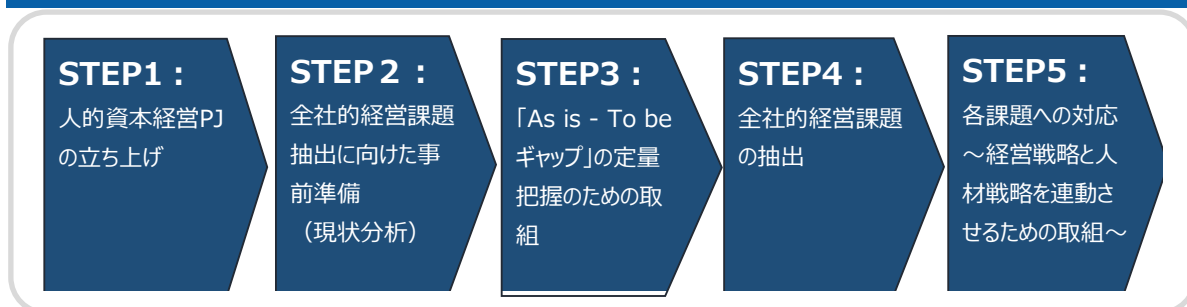 STEP1：
人的資本経営PJ
の立ち上げ
STEP２：
全社的経営課題
抽出に向けた事
前準備
（現状分析）
STEP3：
「As is - To be
ギャップ」の定量
把握のための取
組
STEP4：
全社的経営課題
の抽出
STEP5：
各課題への対応
～経営戦略と人
材戦略を連動さ
せるための取組～